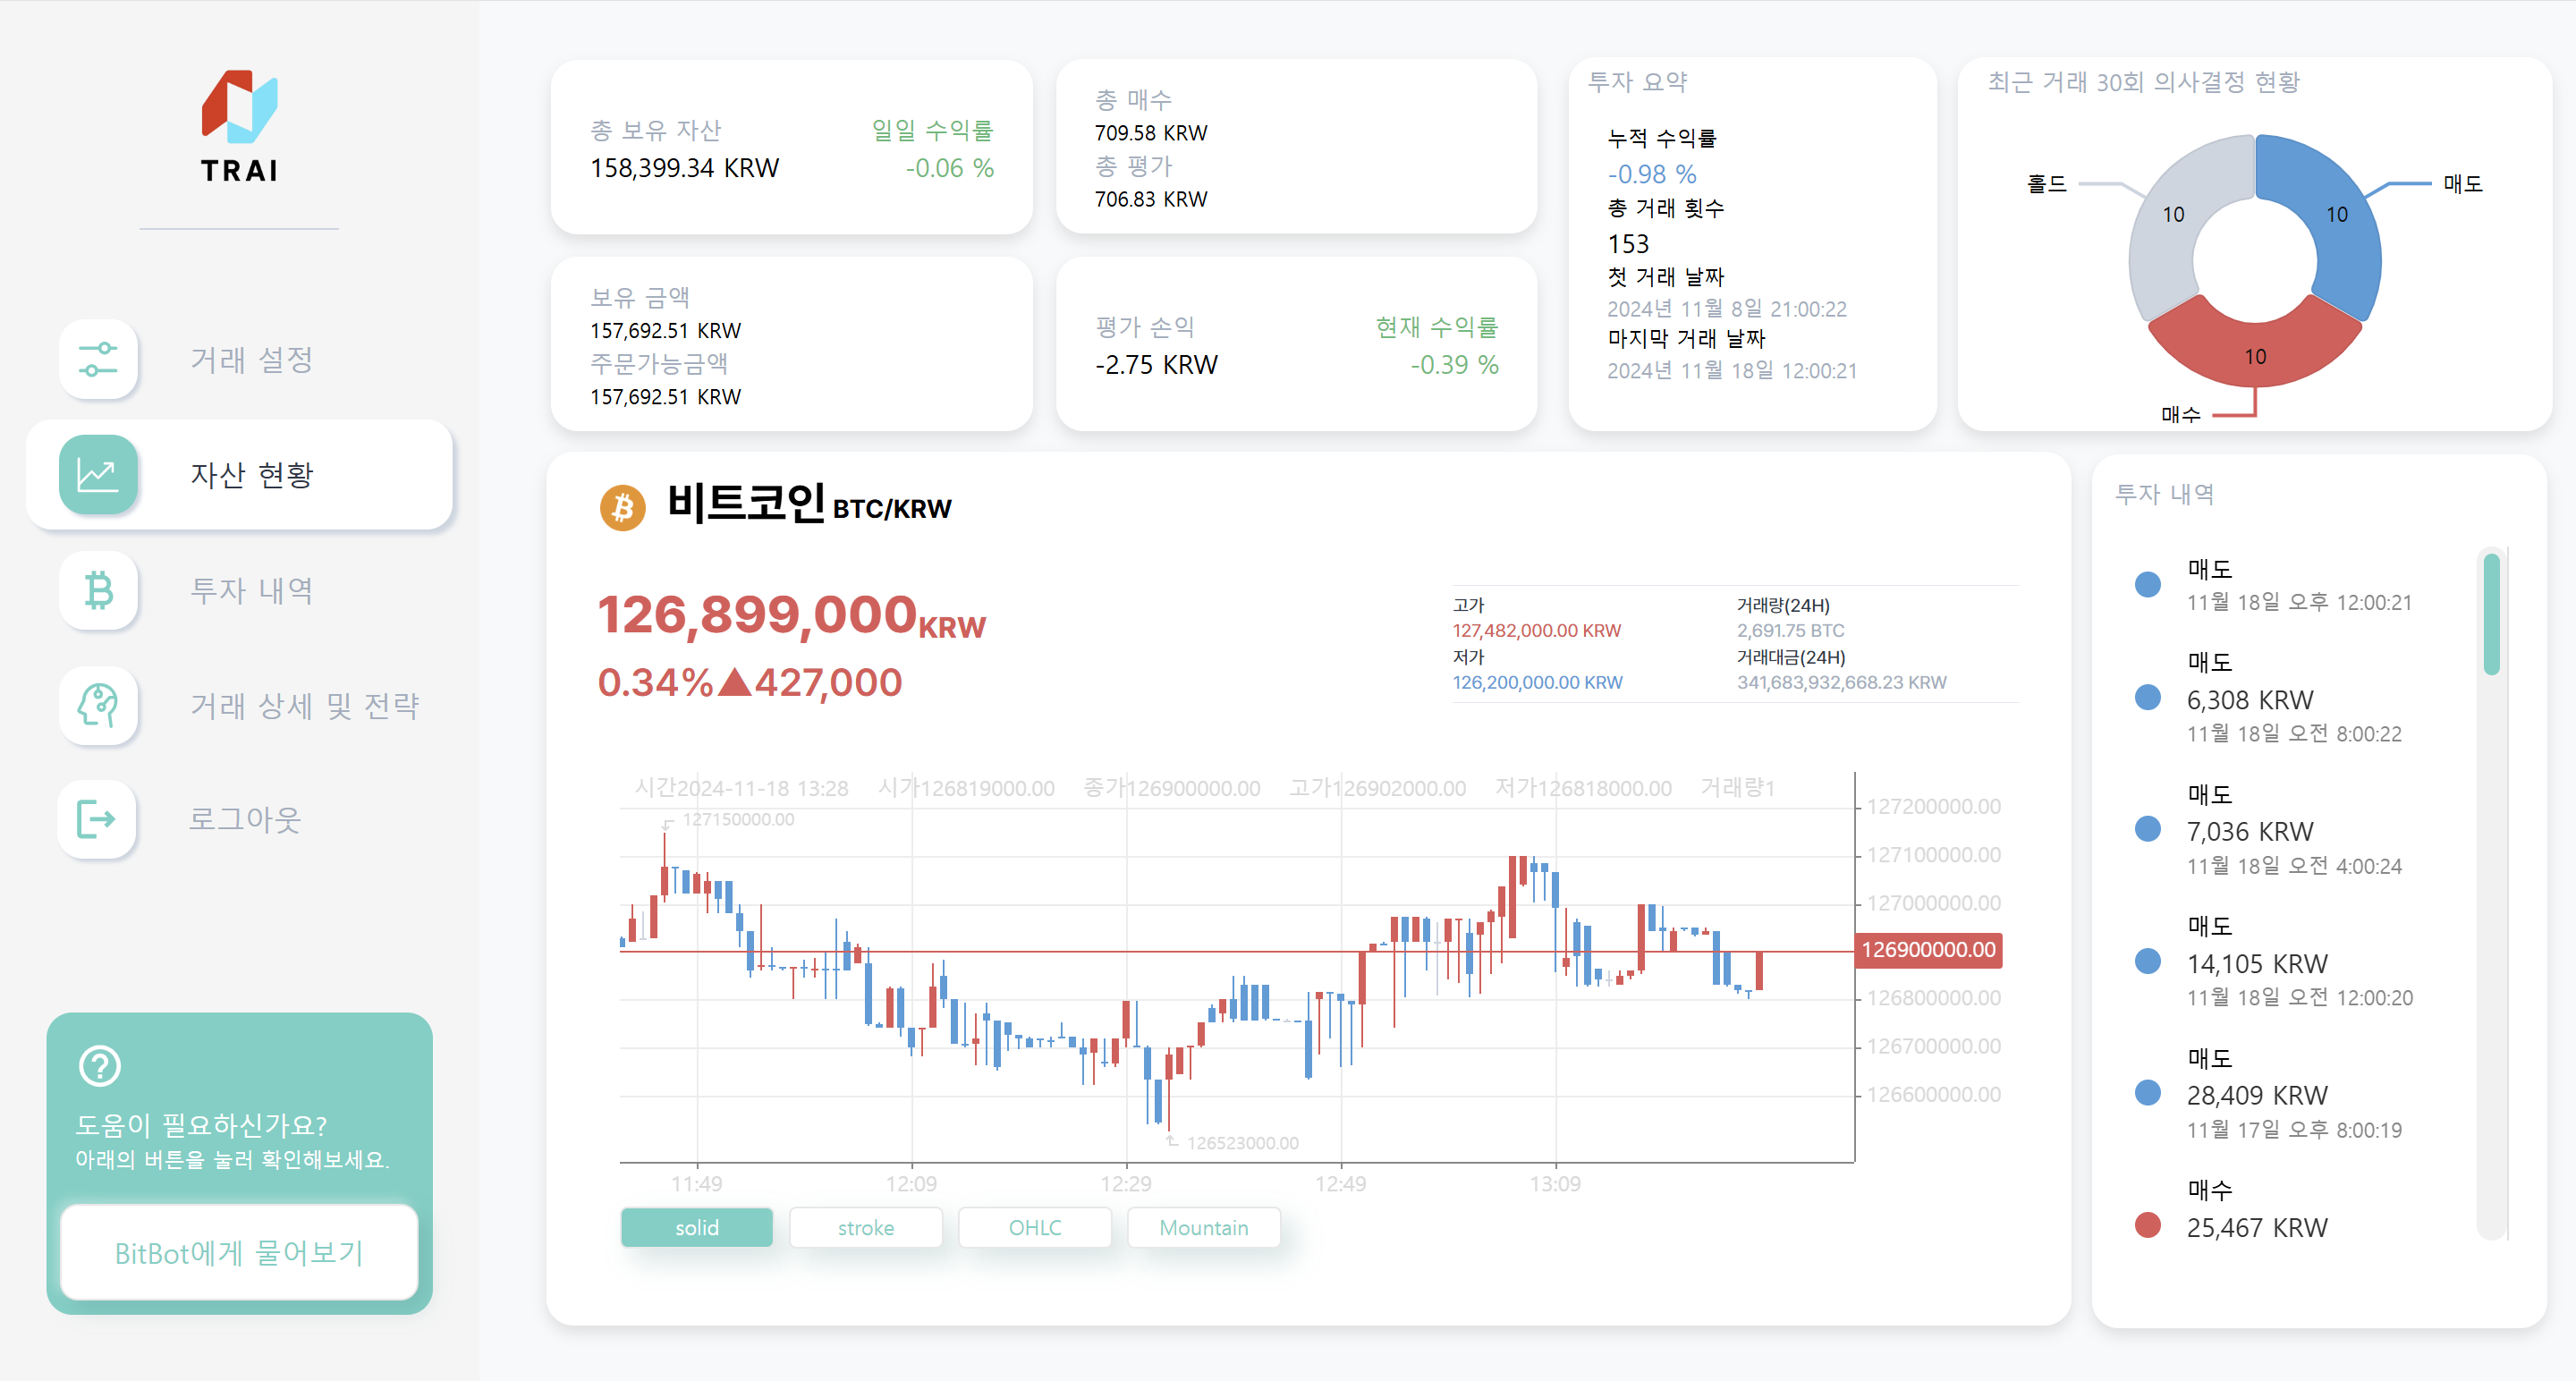 TRAI
거래 설정
자산 현황
투자 내역
거래 상세 및 전략
로그아웃
도움이 필요하신가요?
아래의 버튼을 눌러 확인해보세요.
BitBot에게 물어보기
총 보유 자산
일일 수익률
158,399.34 KRW
-0.06 %
총 매수
709.58 KRW
총 평가
706.83 KRW
보유 금액
157,692.51 KRW
주문가능금액
157,692.51 KRW
평가 손익
현재 수익률
-2.75 KRW
-0.39 %
투자 요약
누적 수익률
-0.98 %
총 거래 횟수
153
첫 거래 날짜
2024년 11월 8일 21:00:22
마지막 거래 날짜
2024년 11월 18일 12:00:21
최근 거래 30회 의사결정 현황
홀드
매도
10
10
10
매수
비트코인 BTC/KRW
126,899,000KRW
0.34%▲427,000
고가
127,482,000.00 KRW
저가
126,200,000.00 KRW
거래량(24H)
2,691.75 BTC
거래대금(24H)
341,683,932,668.23 KRW
시간2024-11-18 13:28 시가126819000.00 종가126900000.00 고가126902000.00 저가126818000.00 거래량1
127150000.00
126523000.00
127200000.00
127100000.00
127000000.00
126900000.00
126800000.00
126700000.00
126600000.00
11:49 12:09 12:29 12:49 13:09
solid stroke OHLC Mountain
투자 내역
매도
11월 18일 오후 12:00:21
매도
6,308 KRW
11월 18일 오전 8:00:22
매도
7,036 KRW
11월 18일 오전 4:00:24
매도
14,105 KRW
11월 18일 오전 12:00:20
매도
28,409 KRW
11월 17일 오후 8:00:19
매수
25,467 KRW